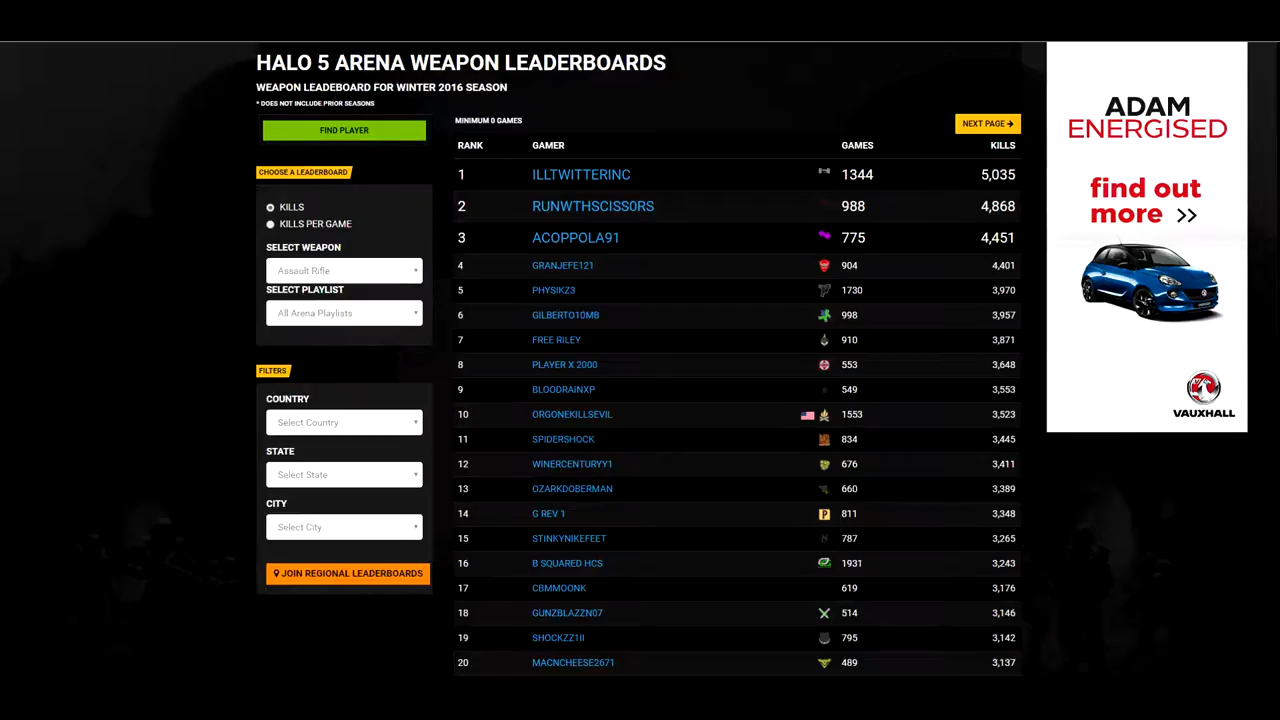 HALO 5 ARENA WEAPON LEADERBOARDS
WEAPON LEADEBOARD FOR WINTER 2016 SEASON
* DOES NOT INCLUDE PRIOR SEASONS
FIND PLAYER
CHOOSE A LEADERBOARD
KILLS
KILLS PER GAME
SELECT WEAPON
Assault Rifle
SELECT PLAYLIST
All Arena Playlists
FILTERS
COUNTRY
Select Country
STATE
Select State
CITY
Select City
JOIN REGIONAL LEADERBOARDS
MINIMUM 0 GAMES
NEXT PAGE
RANK GAMER GAMES KILLS
1 ILLTWITTERINC 1344 5,035
2 RUNWTHSCISS0RS 988 4,868
3 ACOPPOLA91 775 4,451
4 GRANJEFE121 904 4,401
5 PHYSIKZ3 1730 3,970
6 GILBERTO10MB 998 3,957
7 FREE RILEY 910 3,871
8 PLAYER X 2000 553 3,648
9 BLOODRAINXP 549 3,553
10 ORGONEKILLSEVIL 1553 3,523
11 SPIDERSHOCK 834 3,445
12 WINERCENTURYY1 676 3,411
13 OZARKDOBERMAN 660 3,389
14 G REV 1 811 3,348
15 STINKYNIKEFEET 787 3,265
16 B SQUARED HCS 1931 3,243
17 CBMMOONK 619 3,176
18 GUNZBLAZZN07 514 3,146
19 SHOCKZZ1II 795 3,142
20 MACNCHEESE2671 489 3,137
ADAM
ENERGISED
find out
more >>
VAUXHALL